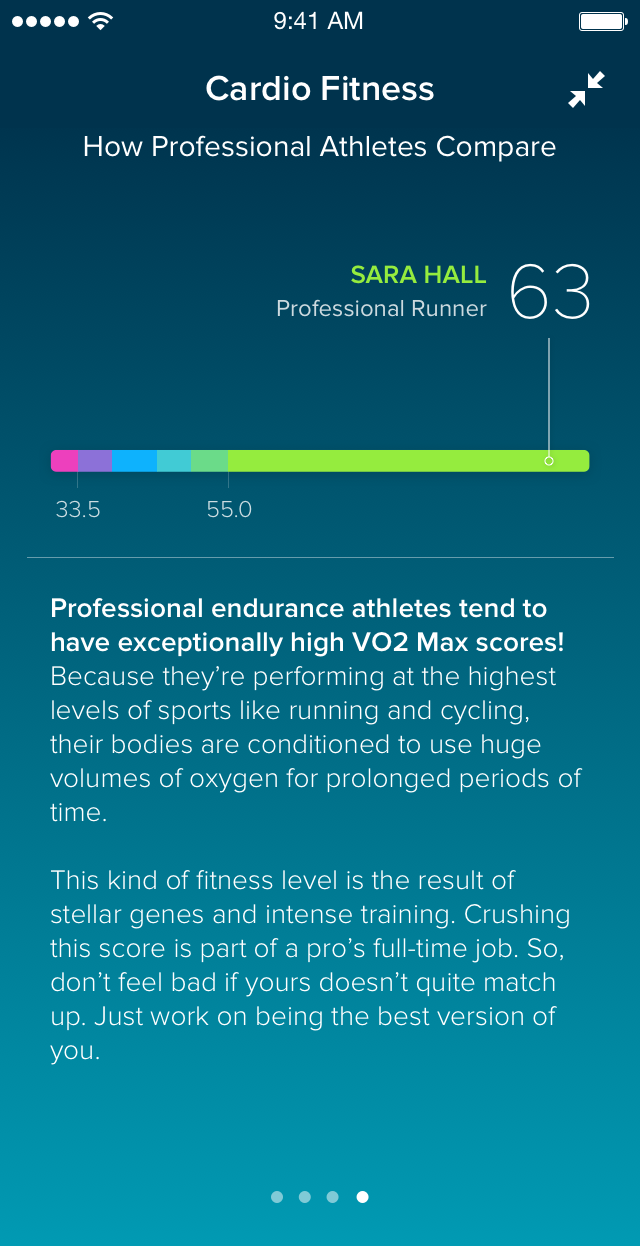 9:41 AM
Cardio Fitness
How Professional Athletes Compare
SARA HALL
Professional Runner
63
33.5
55.0
Professional endurance athletes tend to
have exceptionally high VO2 Max scores!
Because they’re performing at the highest
levels of sports like running and cycling,
their bodies are conditioned to use huge
volumes of oxygen for prolonged periods of
time.
This kind of fitness level is the result of
stellar genes and intense training. Crushing
this score is part of a pro’s full-time job. So,
don’t feel bad if yours doesn’t quite match
up. Just work on being the best version of
you.